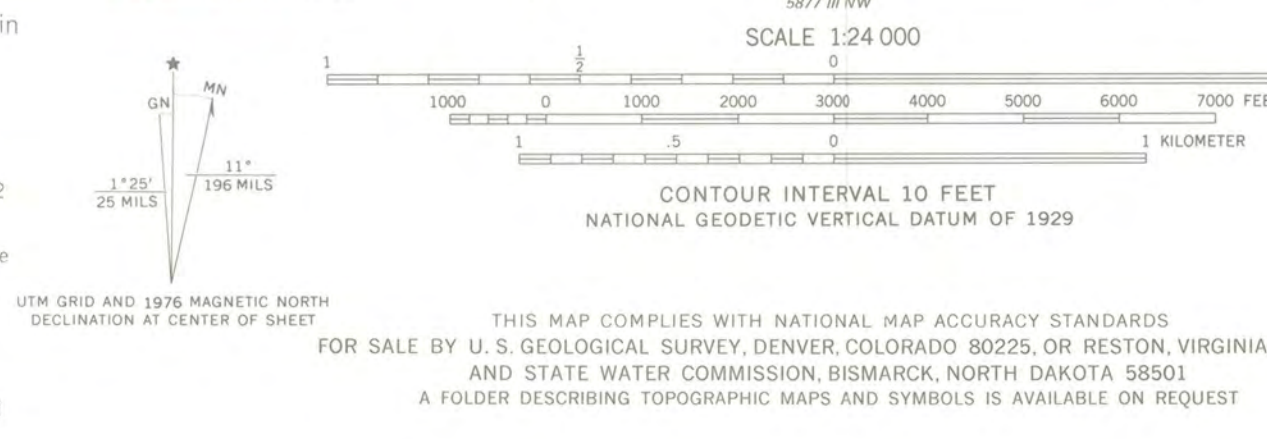 in
2
e
5877 III NW
SCALE 1:24 000
1 ½ 0
1000 0 1000 2000 3000 4000 5000 6000 7000 FEE
1 .5 0 1 KILOMETER
CONTOUR INTERVAL 10 FEET
NATIONAL GEODETIC VERTICAL DATUM OF 1929
★
GN MN
1°25'
25 MILS
11°
196 MILS
UTM GRID AND 1976 MAGNETIC NORTH
DECLINATION AT CENTER OF SHEET
THIS MAP COMPLIES WITH NATIONAL MAP ACCURACY STANDARDS
FOR SALE BY U. S. GEOLOGICAL SURVEY, DENVER, COLORADO 80225, OR RESTON, VIRGINIA
AND STATE WATER COMMISSION, BISMARCK, NORTH DAKOTA 58501
A FOLDER DESCRIBING TOPOGRAPHIC MAPS AND SYMBOLS IS AVAILABLE ON REQUEST